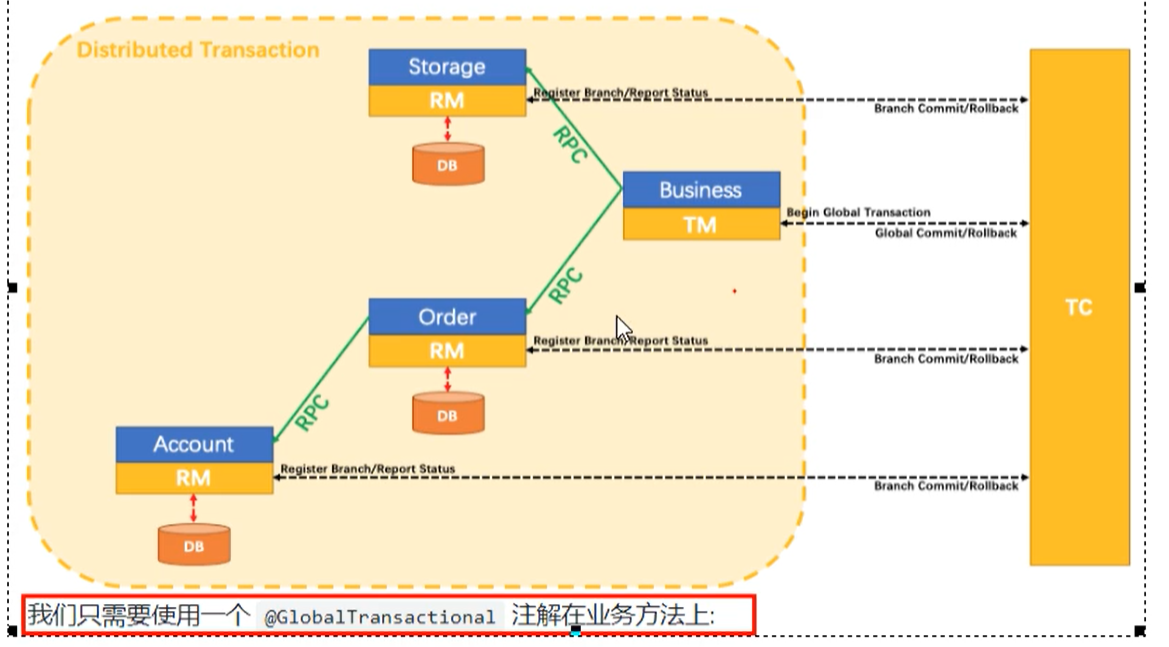 Distributed Transaction
Storage
RM
DB
RPC
Register Branch/Report Status
Branch Commit/Rollback
Business
TM
Begin Global Transaction
Global Commit/Rollback
RPC
Order
RM
DB
Register Branch/Report Status
Branch Commit/Rollback
TC
RPC
Account
RM
DB
Register Branch/Report Status
Branch Commit/Rollback
我们只需要使用一个 @GlobalTransactional 注解在业务方法上: